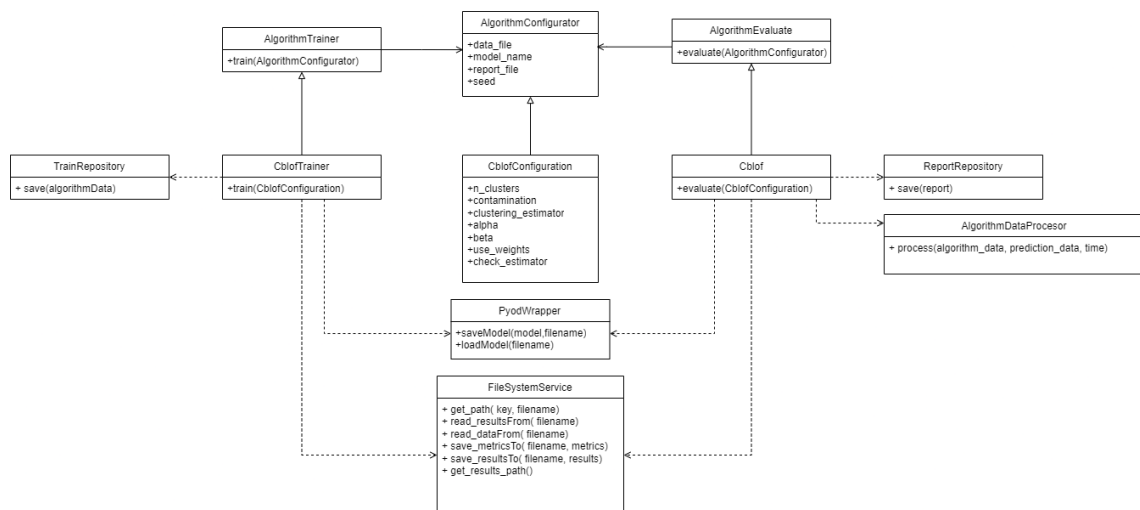 AlgorithmConfigurator
+data_file
+model_name
+report_file
+seed
AlgorithmTrainer
+train(AlgorithmConfigurator)
AlgorithmEvaluate
+evaluate(AlgorithmConfigurator)
TrainRepository
+ save(algorithmData)
CblofTrainer
+train(CblofConfiguration)
CblofConfiguration
+n_clusters
+contamination
+clustering_estimator
+alpha
+beta
+use_weights
+check_estimator
Cblof
+evaluate(CblofConfiguration)
ReportRepository
+ save(report)
AlgorithmDataProcesor
+ process(algorithm_data, prediction_data, time)
PyodWrapper
+saveModel(model,filename)
+loadModel(filename)
FileSystemService
+ get_path( key, filename)
+ read_resultsFrom( filename)
+ read_dataFrom( filename)
+ save_metricsTo( filename, metrics)
+ save_resultsTo( filename, results)
+ get_results_path()